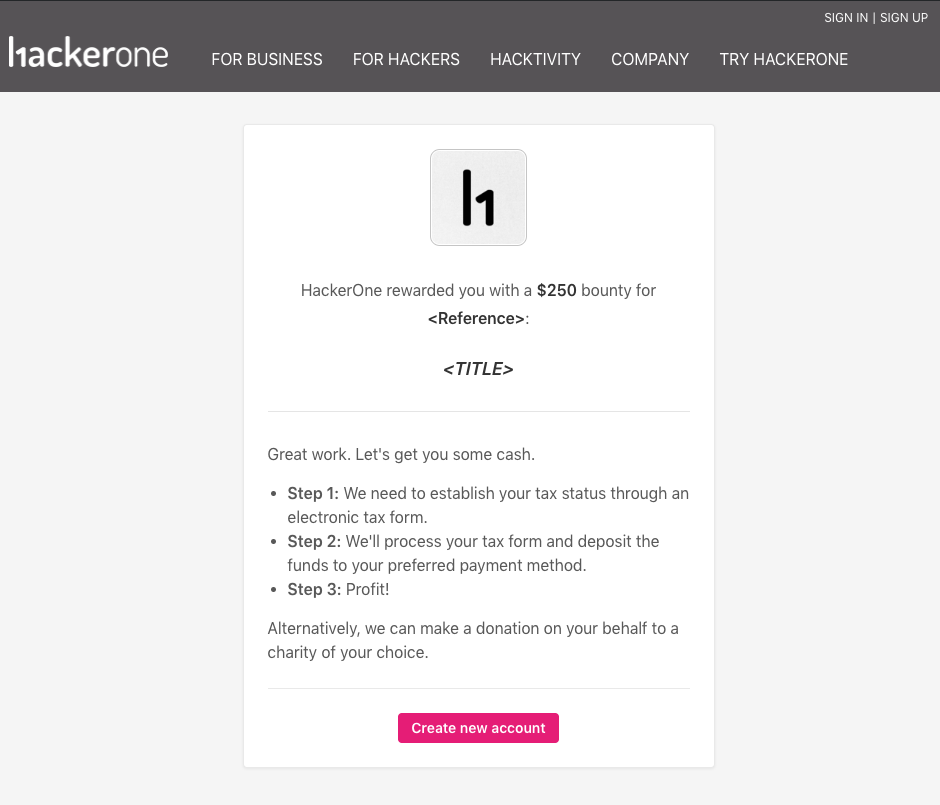 SIGN IN | SIGN UP
hackerone
FOR BUSINESS FOR HACKERS HACKTIVITY COMPANY TRY HACKERONE
h1
HackerOne rewarded you with a $250 bounty for
<Reference>:
<TITLE>
Great work. Let's get you some cash.
• Step 1: We need to establish your tax status through an
electronic tax form.
• Step 2: We'll process your tax form and deposit the
funds to your preferred payment method.
• Step 3: Profit!
Alternatively, we can make a donation on your behalf to a
charity of your choice.
Create new account